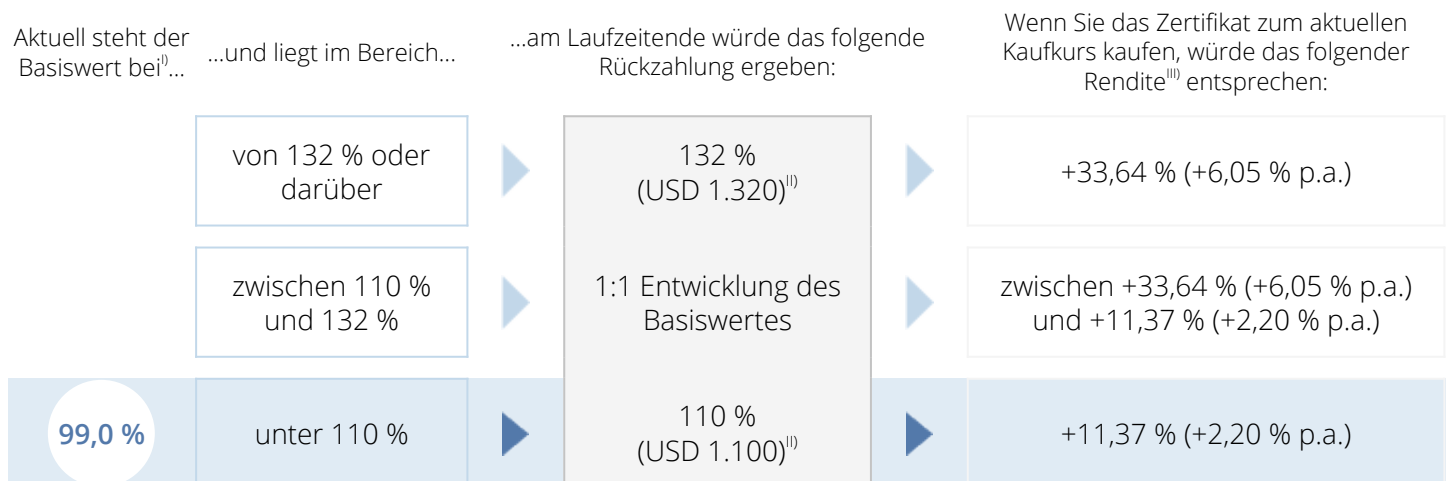 Aktuell steht der
Basiswert bei^I)...
...und liegt im Bereich...
...am Laufzeitende würde das folgende
Rückzahlung ergeben:
Wenn Sie das Zertifikat zum aktuellen
Kaufkurs kaufen, würde das folgender
Rendite^III) entsprechen:
von 132 % oder
darüber
132 %
(USD 1.320)^II)
+33,64 % (+6,05 % p.a.)
zwischen 110 %
und 132 %
1:1 Entwicklung des
Basiswertes
zwischen +33,64 % (+6,05 % p.a.)
und +11,37 % (+2,20 % p.a.)
99,0 %
unter 110 %
110 %
(USD 1.100)^II)
+11,37 % (+2,20 % p.a.)